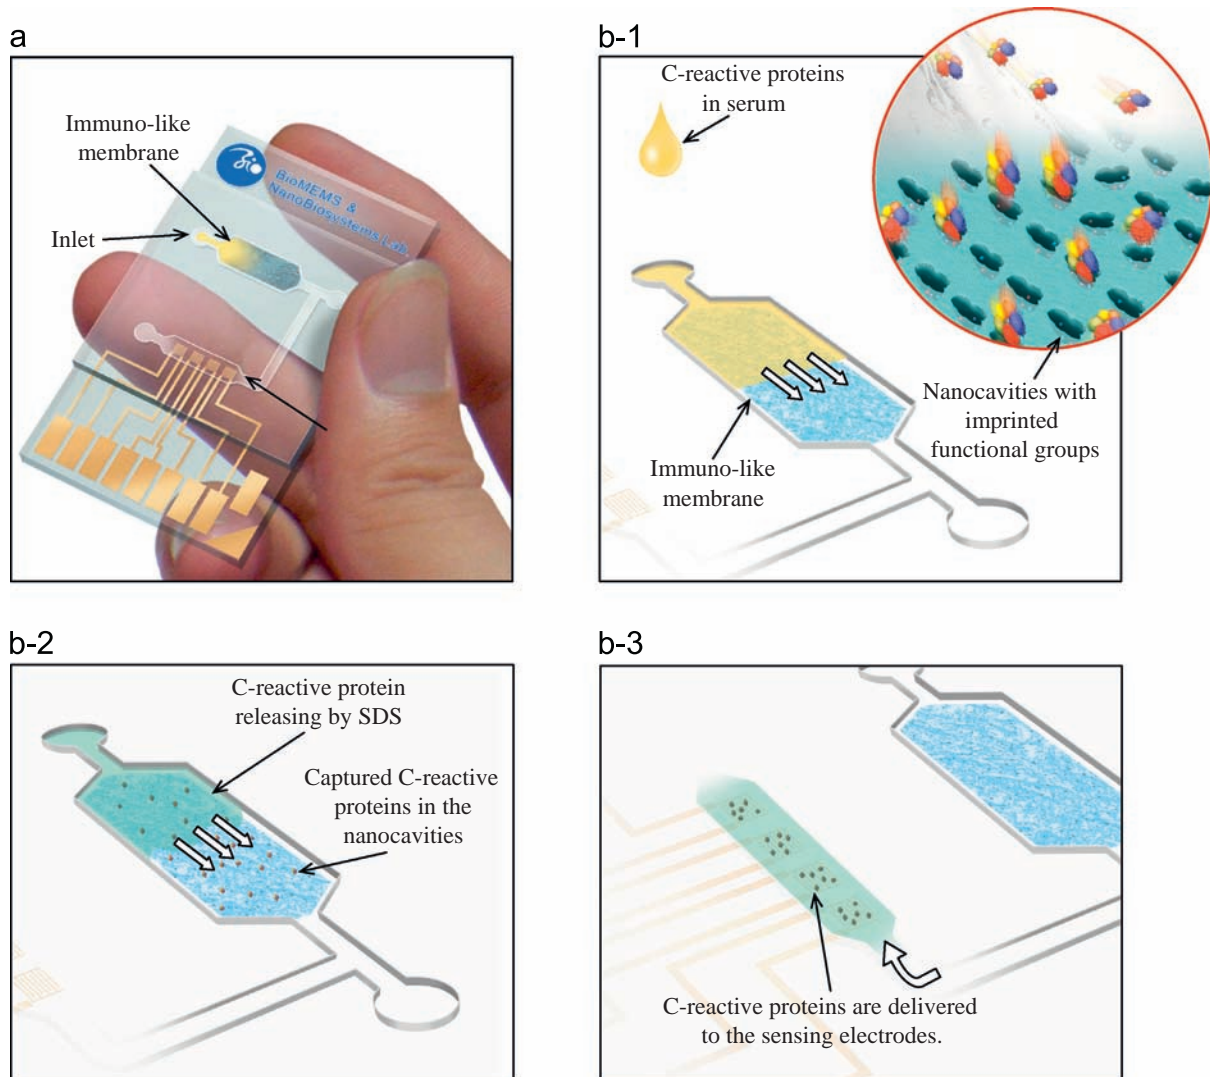 a
Immuno-like
membrane
Inlet
Bio
BioMEMS &
NanoBiosystems Lab.
b-1
C-reactive proteins
in serum
Nanocavities with
imprinted
functional groups
Immuno-like
membrane
b-2
C-reactive protein
releasing by SDS
Captured C-reactive
proteins in the
nanocavities
b-3
C-reactive proteins are delivered
to the sensing electrodes.